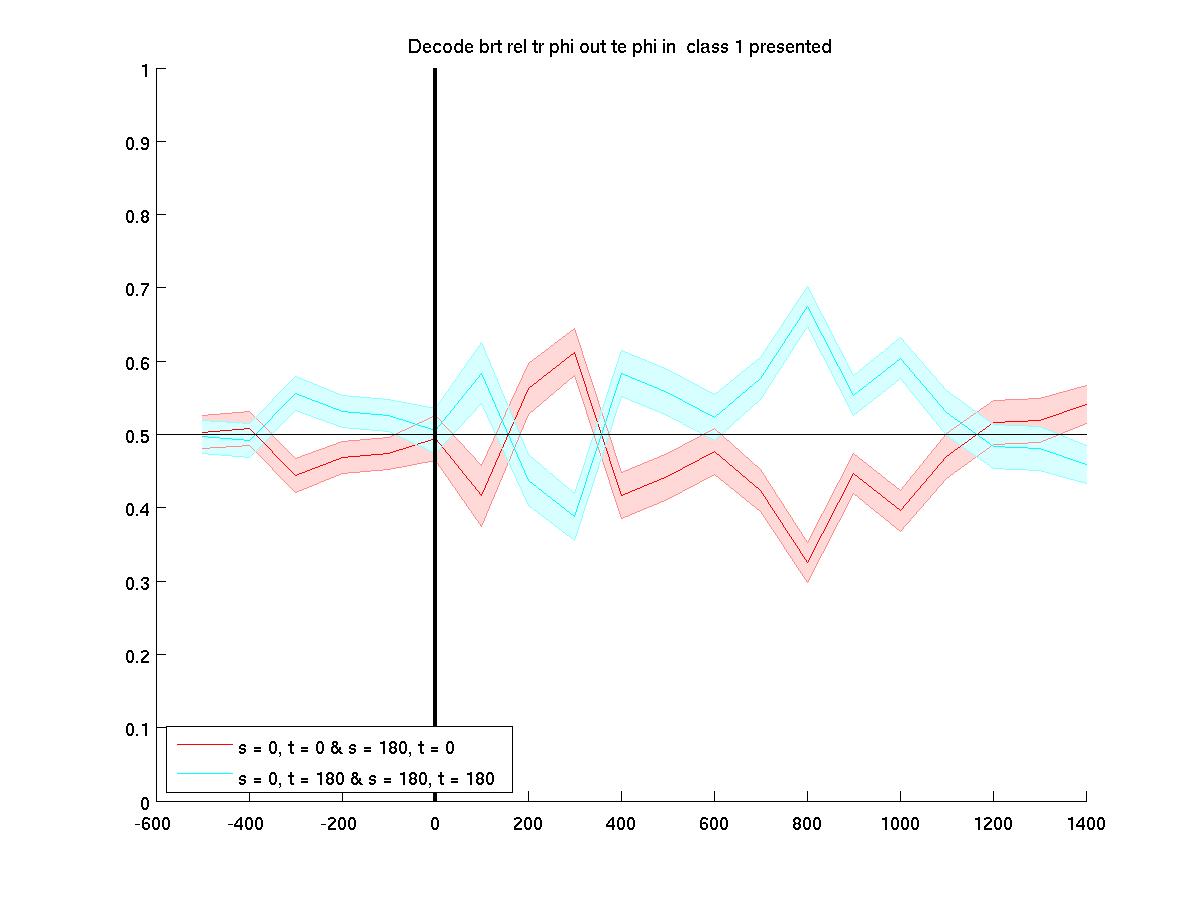 Decode brt rel tr phi out te phi in  class 1 presented
1
0.9
0.8
0.7
0.6
0.5
0.4
0.3
0.2
0.1
0
s = 0, t = 0 & s = 180, t = 0
s = 0, t = 180 & s = 180, t = 180
-600 -400 -200 0 200 400 600 800 1000 1200 1400